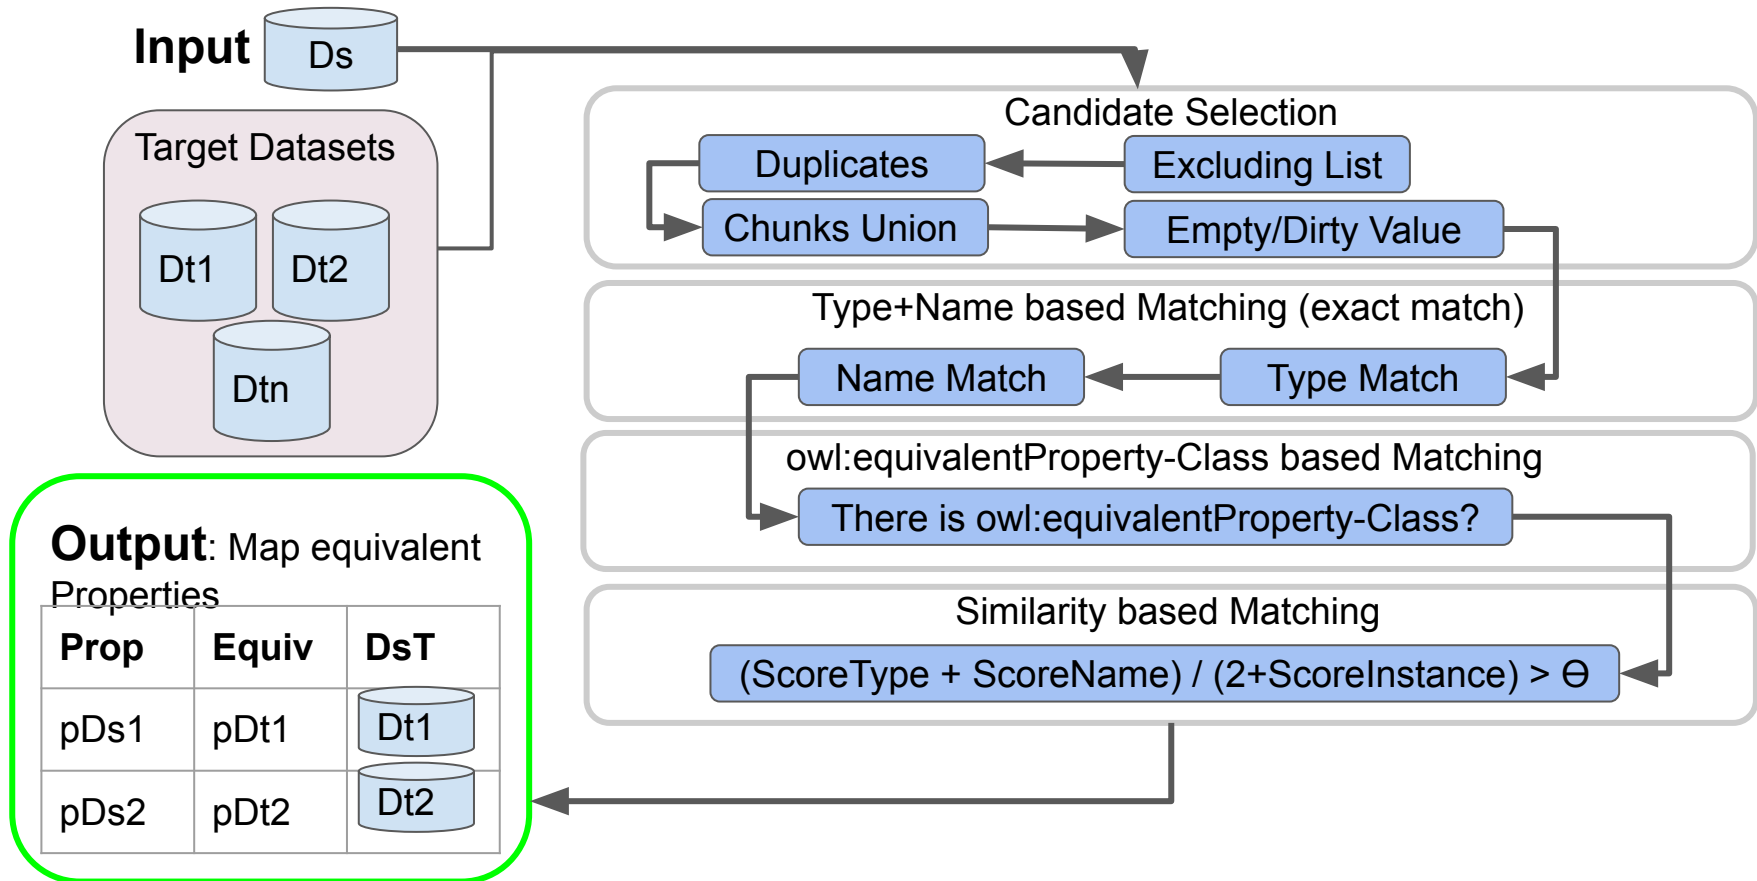 Input
Ds
Target Datasets
Dt1
Dt2
Dtn
Candidate Selection
Duplicates
Excluding List
Chunks Union
Empty/Dirty Value
Type+Name based Matching (exact match)
Name Match
Type Match
owl:equivalentProperty-Class based Matching
There is owl:equivalentProperty-Class?
Similarity based Matching
(ScoreType + ScoreName) / (2+ScoreInstance) > Ө
Output: Map equivalent
Properties
Prop Equiv DsT
pDs1 pDt1 Dt1
pDs2 pDt2 Dt2